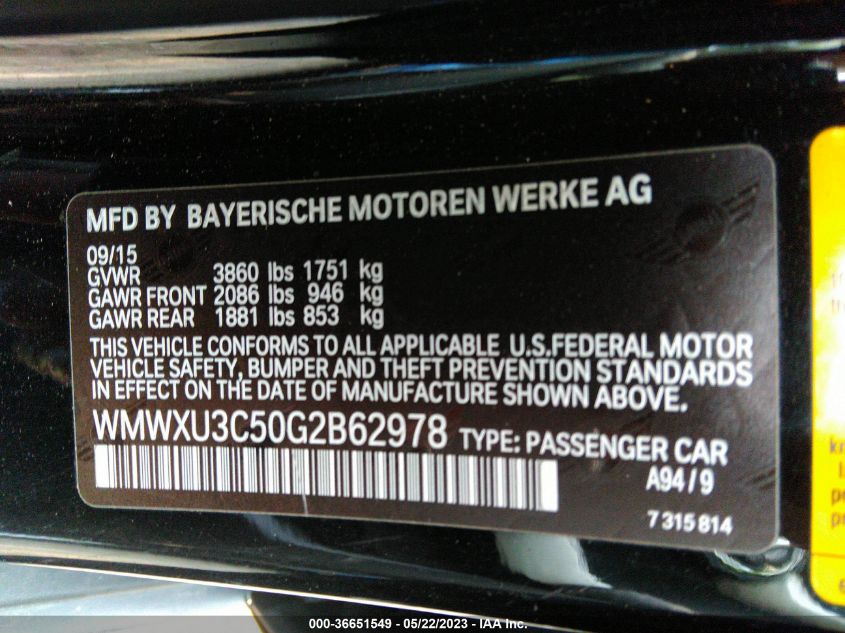 MFD BY BAYERISCHE MOTOREN WERKE AG
09/15
GVWR 3860 lbs 1751 kg
GAWR FRONT 2086 lbs 946 kg
GAWR REAR 1881 lbs 853 kg
THIS VEHICLE CONFORMS TO ALL APPLICABLE U.S.FEDERAL MOTOR
VEHICLE SAFETY, BUMPER AND THEFT PREVENTION STANDARDS
IN EFFECT ON THE DATE OF MANUFACTURE SHOWN ABOVE.
WMWXU3C50G2B62978 TYPE: PASSENGER CAR
A94/9
7 315 814
000-36651549 - 05/22/2023 - IAA Inc.